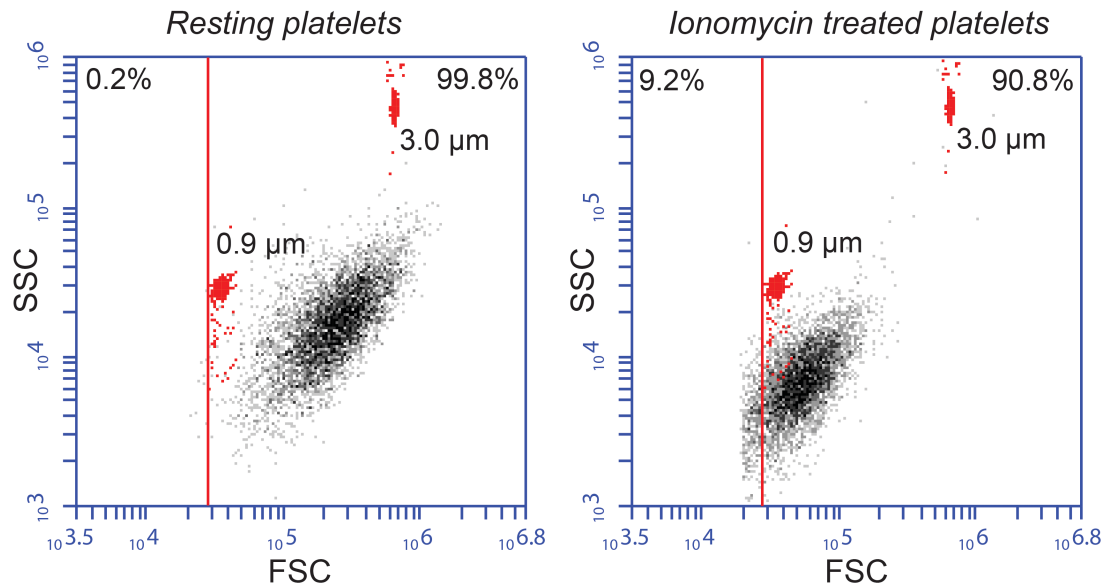 Resting platelets
10^6
0.2%
99.8%
3.0 µm
10^5
0.9 µm
SSC
10^4
10^3
10^3.5
10^4
10^5
10^6
10^6.8
FSC
Ionomycin treated platelets
10^6
9.2%
90.8%
3.0 µm
10^5
0.9 µm
SSC
10^4
10^3
10^3.5
10^4
10^5
10^6
10^6.8
FSC